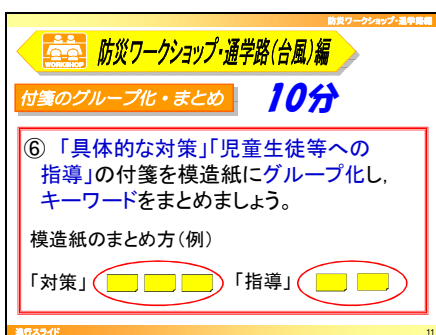 防災ワークショップ・通学路編
WORKSHOP
防災ワークショップ・通学路(台風)編
付箋のグループ化・まとめ
10分
⑥ 「具体的な対策」「児童生徒等への
指導」の付箋を模造紙にグループ化し,
キーワードをまとめましょう。
模造紙のまとめ方(例)
「対策」
「指導」
進行スライド
11